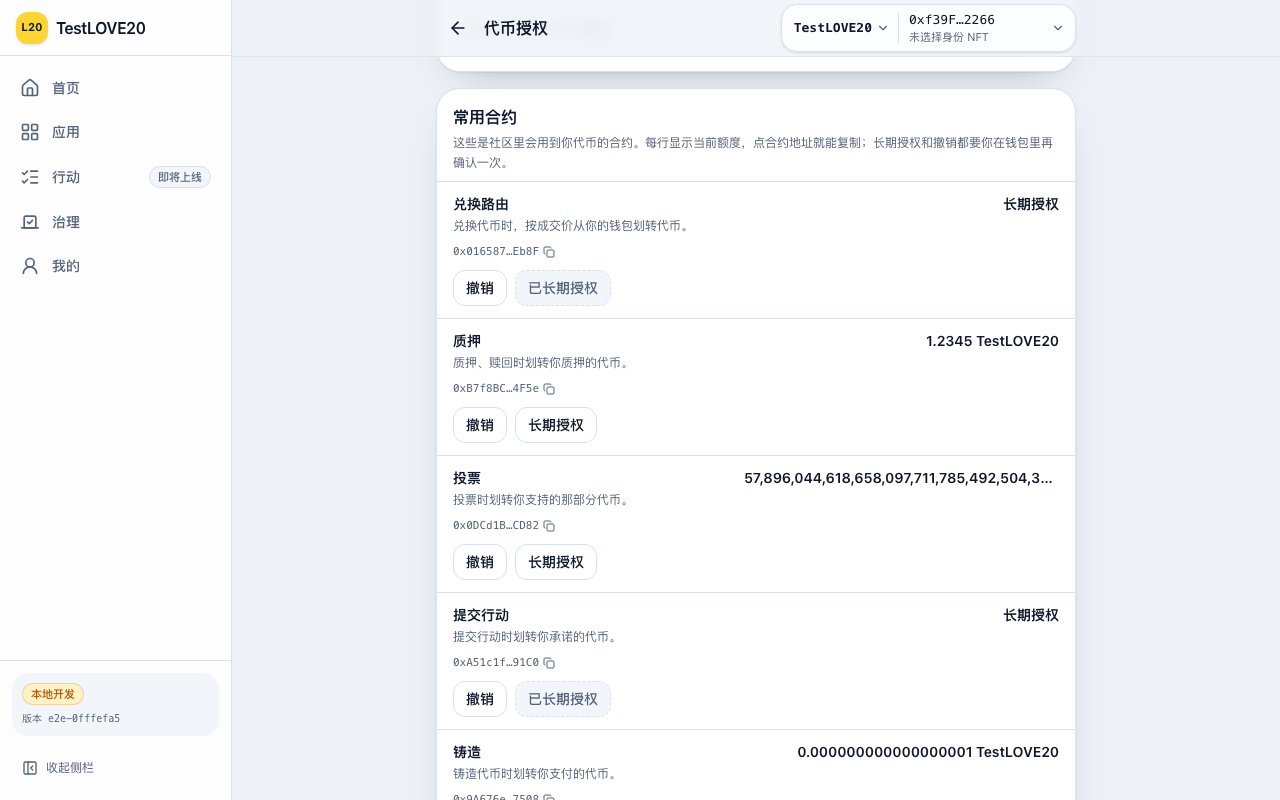 L20 TestLOVE20
首页
应用
行动 即将上线
治理
我的
本地开发
版本 e2e-0fffefa5
收起侧栏
代币授权
TestLOVE20
0xf39F…2266
未选择身份 NFT
常用合约
这些是社区里会用到你代币的合约。每行显示当前额度，点合约地址就能复制；长期授权和撤销都要你在钱包里再
确认一次。
兑换路由 长期授权
兑换代币时，按成交价从你的钱包划转代币。
0x016587…Eb8F
撤销 已长期授权
质押 1.2345 TestLOVE20
质押、赎回时划转你质押的代币。
0xB7f8BC…4F5e
撤销 长期授权
投票 57,896,044,618,658,097,711,785,492,504,3...
投票时划转你支持的那部分代币。
0x0DCd1B…CD82
撤销 长期授权
提交行动 长期授权
提交行动时划转你承诺的代币。
0xA51c1f…91C0
撤销 已长期授权
铸造 0.000000000000000001 TestLOVE20
铸造代币时划转你支付的代币。
0x9A676e…7508